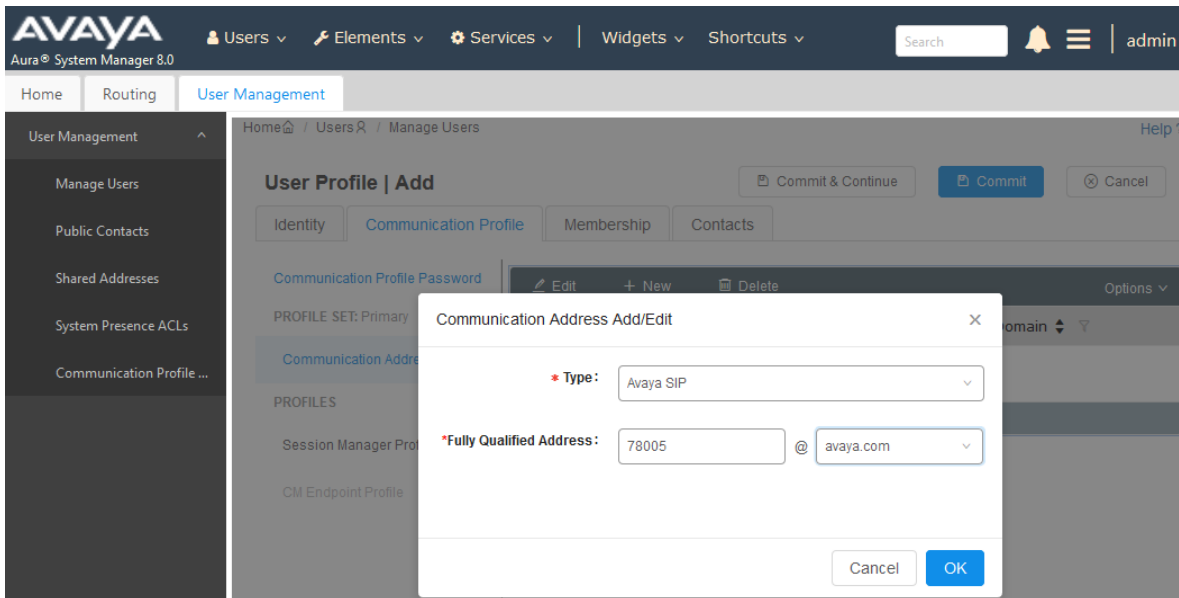 AVAYA
Aura® System Manager 8.0
Users Elements Services Widgets Shortcuts Search admin
Home Routing User Management
User Management
Manage Users
Public Contacts
Shared Addresses
System Presence ACLs
Communication Profile ...
Home / Users / Manage Users Help
User Profile | Add Commit & Continue Commit Cancel
Identity Communication Profile Membership Contacts
Communication Profile Password
Edit + New Delete Options
PROFILE SET: Primary
Communication Addre
PROFILES
Session Manager Prof
CM Endpoint Profile
omain
Communication Address Add/Edit
* Type: Avaya SIP
*Fully Qualified Address: 78005 @ avaya.com
Cancel OK